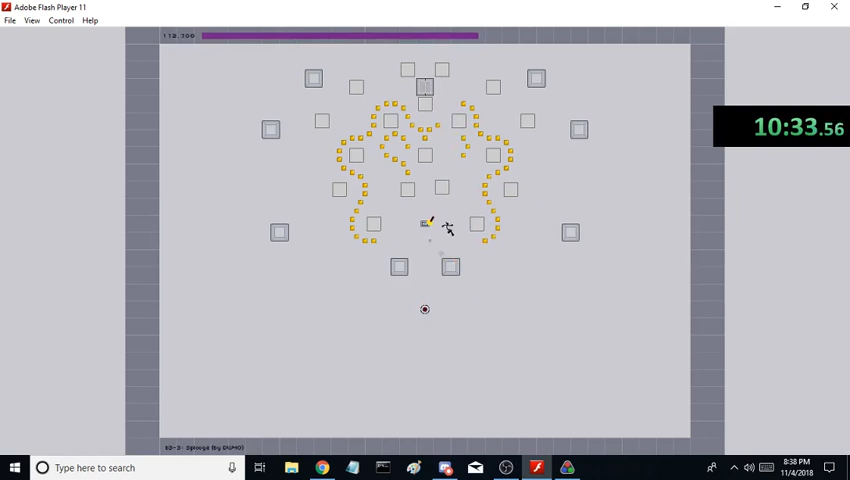 Adobe Flash Player 11
File View Control Help
113.700
10:33.56
Type here to search
8:38 PM
11/4/2018